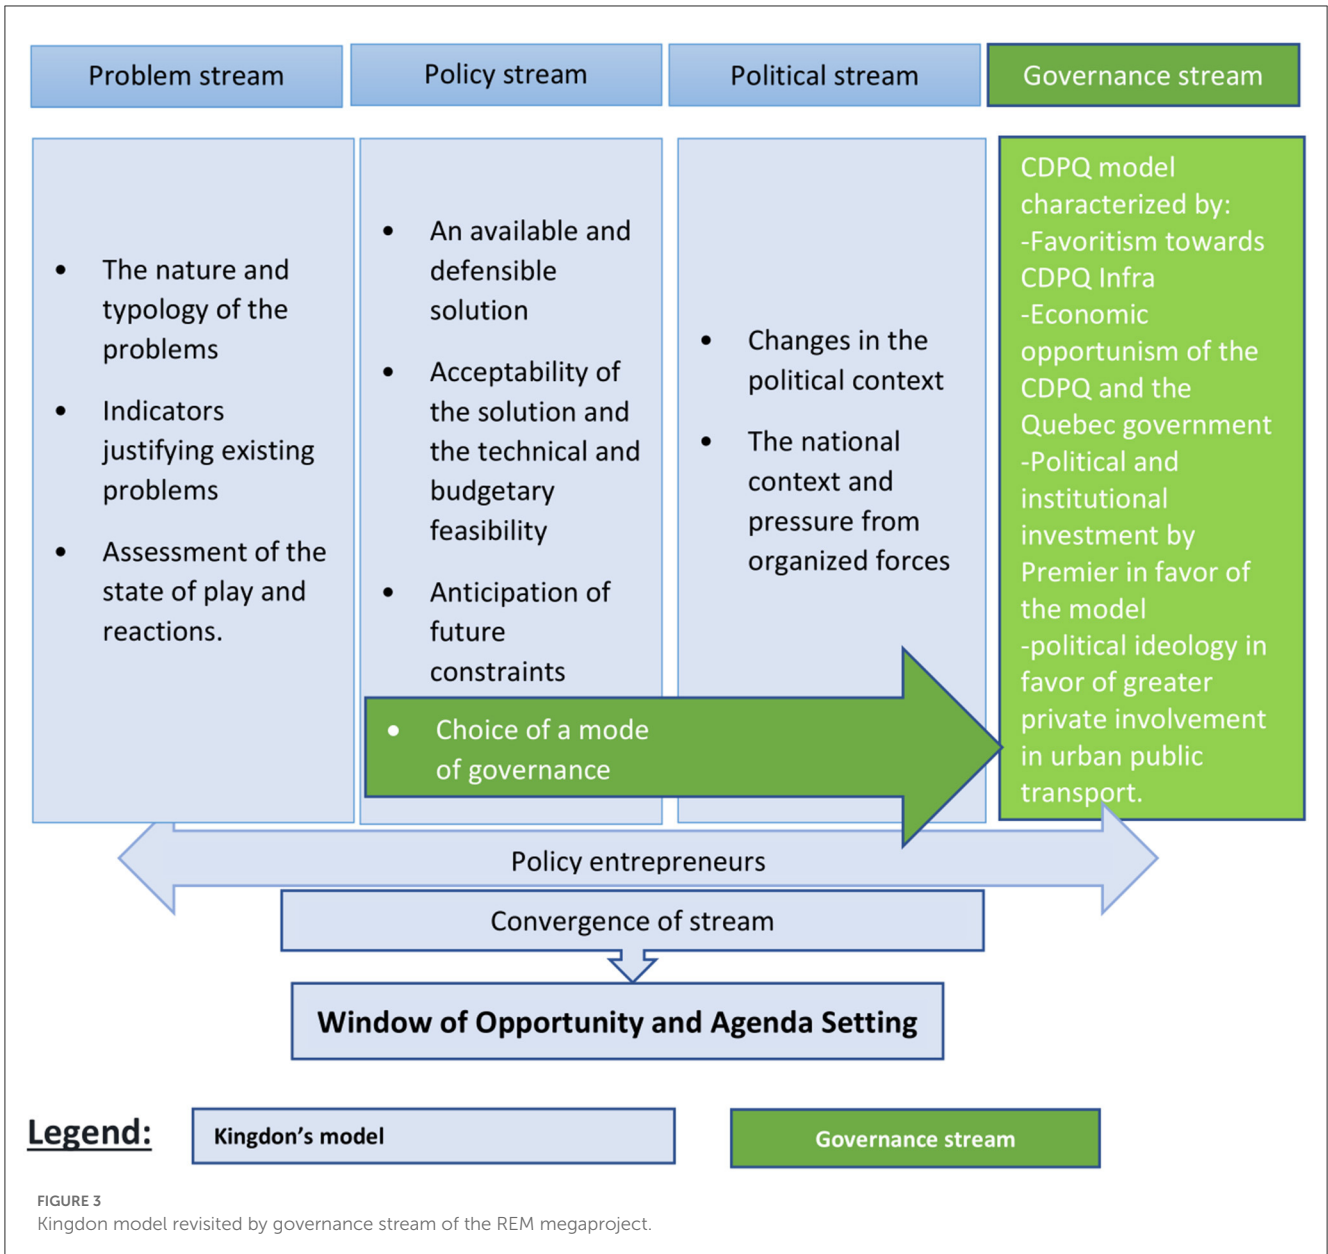 Problem stream
Policy stream
Political stream
Governance stream
• The nature and
typology of the
problems
• Indicators
justifying existing
problems
• Assessment of the
state of play and
reactions.
• An available and
defensible
solution
• Acceptability of
the solution and
the technical and
budgetary
feasibility
• Anticipation of
future
constraints
• Choice of a mode
of governance
• Changes in the
political context
• The national
context and
pressure from
organized forces
CDPQ model
characterized by:
-Favoritism towards
CDPQ Infra
-Economic
opportunism of the
CDPQ and the
Quebec government
-Political and
institutional
investment by
Premier in favor of
the model
-political ideology in
favor of greater
private involvement
in urban public
transport.
Policy entrepreneurs
Convergence of stream
Window of Opportunity and Agenda Setting
Legend:
Kingdon's model
Governance stream
FIGURE 3
Kingdon model revisited by governance stream of the REM megaproject.